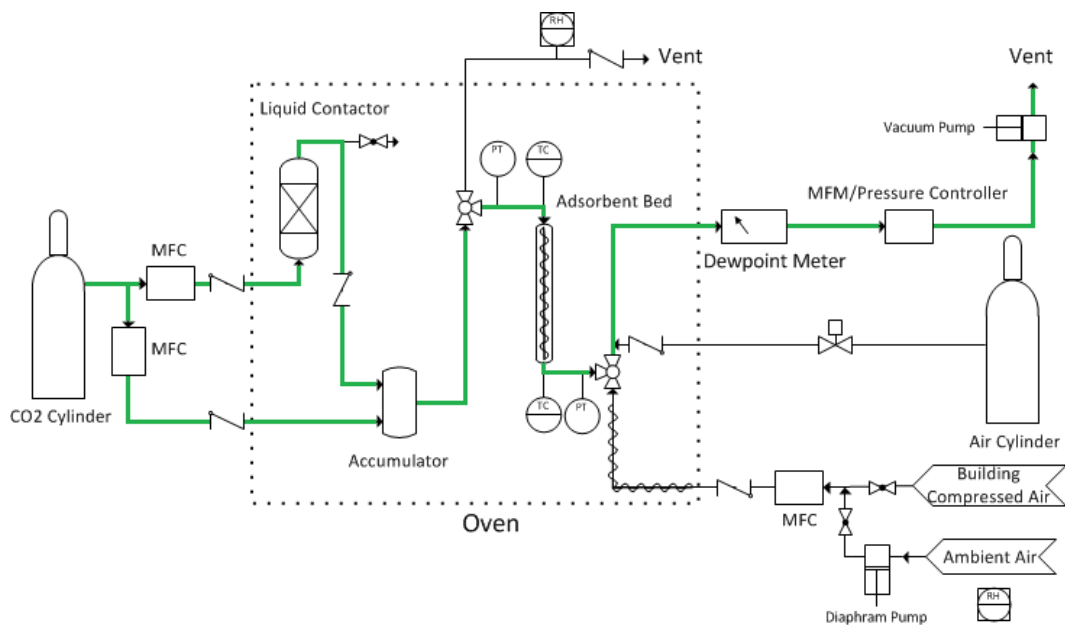 RH
Vent
Vent
Liquid Contactor
Vacuum Pump
PT
TC
Adsorbent Bed
MFM/Pressure Controller
MFC
Dewpoint Meter
MFC
CO2 Cylinder
TC
PT
Accumulator
Air Cylinder
Building
Compressed Air
MFC
Oven
Ambient Air
RH
Diaphram Pump